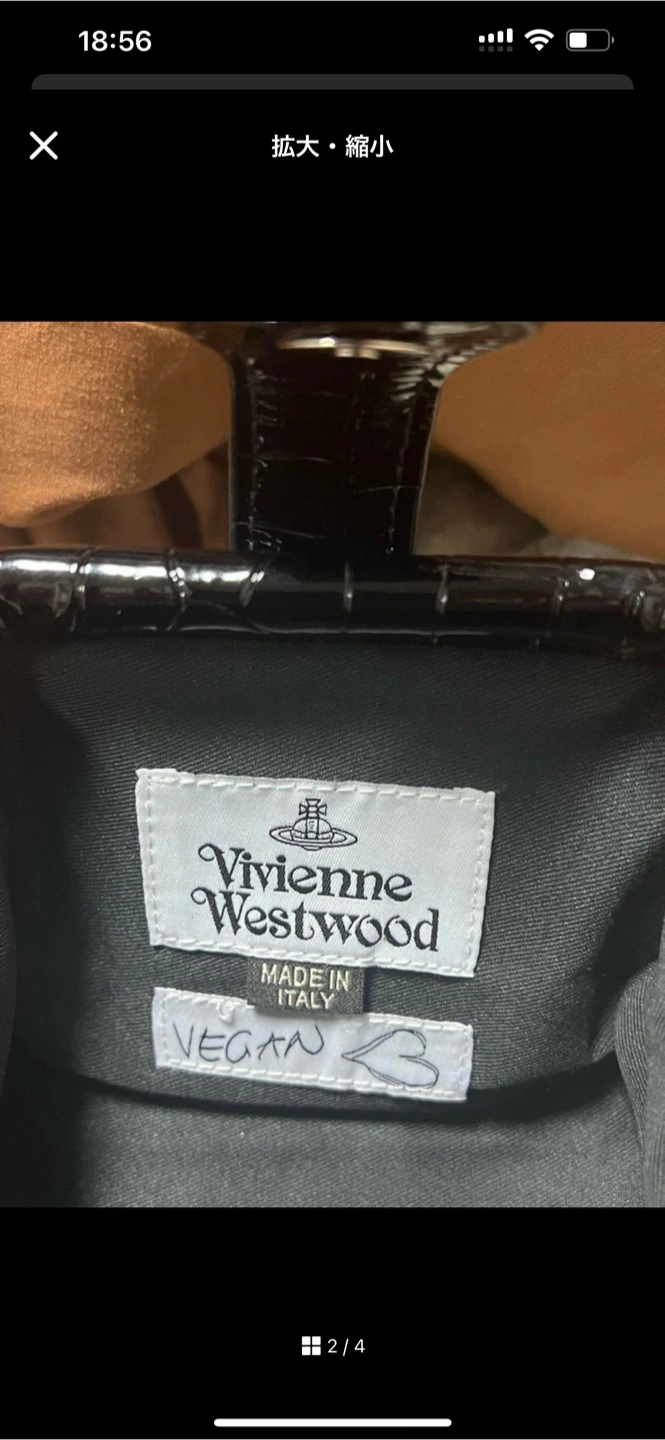 18:56
拡大・縮小
Vivienne
Westwood
MADE IN
ITALY
VEGAN
2 / 4